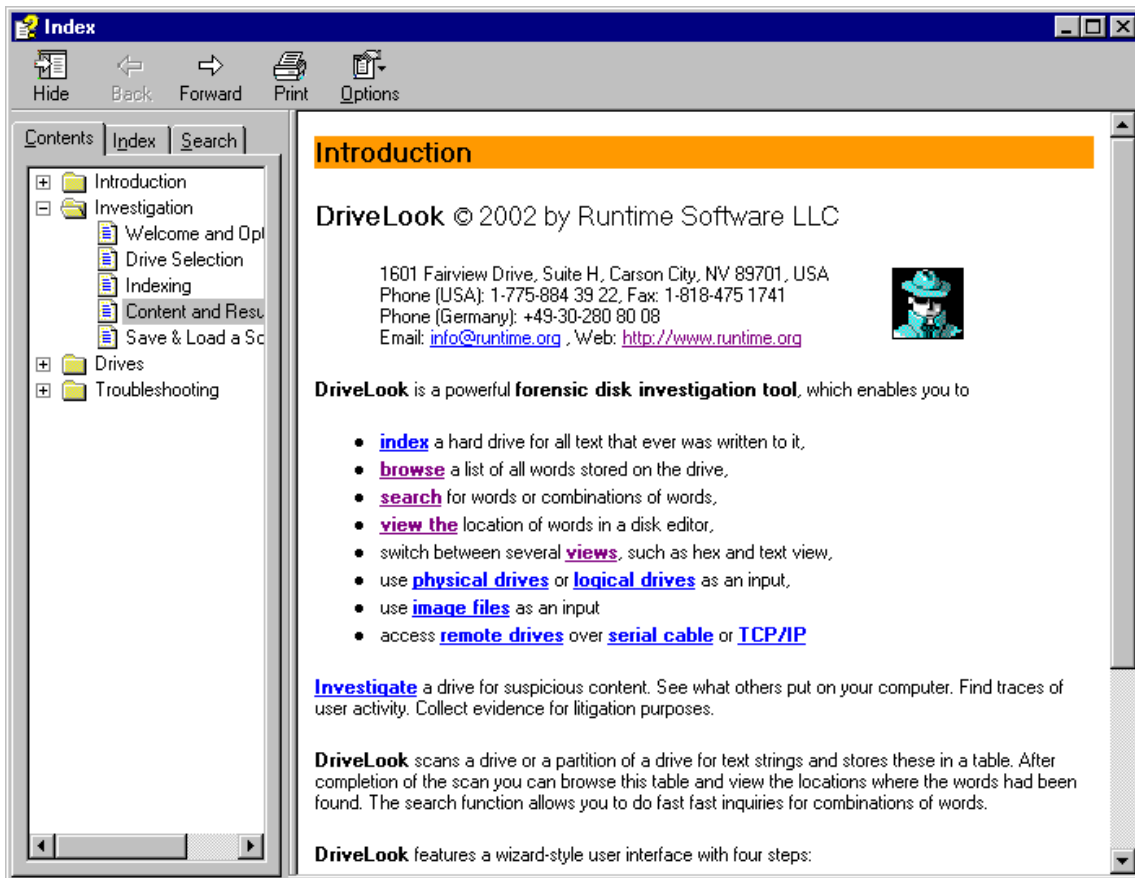 Index
Hide Back Forward Print Options
Contents Index Search
Introduction
Investigation
Welcome and Op
Drive Selection
Indexing
Content and Resu
Save & Load a Sc
Drives
Troubleshooting
Introduction
DriveLook © 2002 by Runtime Software LLC
1601 Fairview Drive, Suite H, Carson City, NV 89701, USA
Phone (USA): 1-775-884 39 22, Fax: 1-818-475 1741
Phone (Germany): +49-30-280 80 08
Email: info@runtime.org , Web: http://www.runtime.org
DriveLook is a powerful forensic disk investigation tool, which enables you to
● index a hard drive for all text that ever was written to it,
● browse a list of all words stored on the drive,
● search for words or combinations of words,
● view the location of words in a disk editor,
● switch between several views, such as hex and text view,
● use physical drives or logical drives as an input,
● use image files as an input
● access remote drives over serial cable or TCP/IP
Investigate a drive for suspicious content. See what others put on your computer. Find traces of
user activity. Collect evidence for litigation purposes.
DriveLook scans a drive or a partition of a drive for text strings and stores these in a table. After
completion of the scan you can browse this table and view the locations where the words had been
found. The search function allows you to do fast fast inquiries for combinations of words.
DriveLook features a wizard-style user interface with four steps: